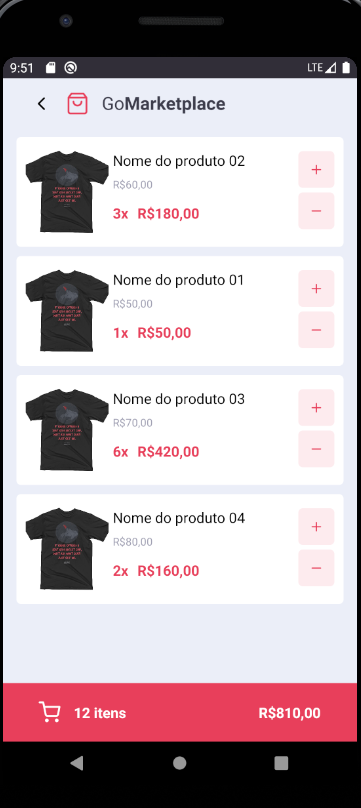 9:51 LTE
GoMarketplace
Nome do produto 02
R$60,00
3x R$180,00
+
−
Nome do produto 01
R$50,00
1x R$50,00
+
−
Nome do produto 03
R$70,00
6x R$420,00
+
−
Nome do produto 04
R$80,00
2x R$160,00
+
−
12 itens R$810,00